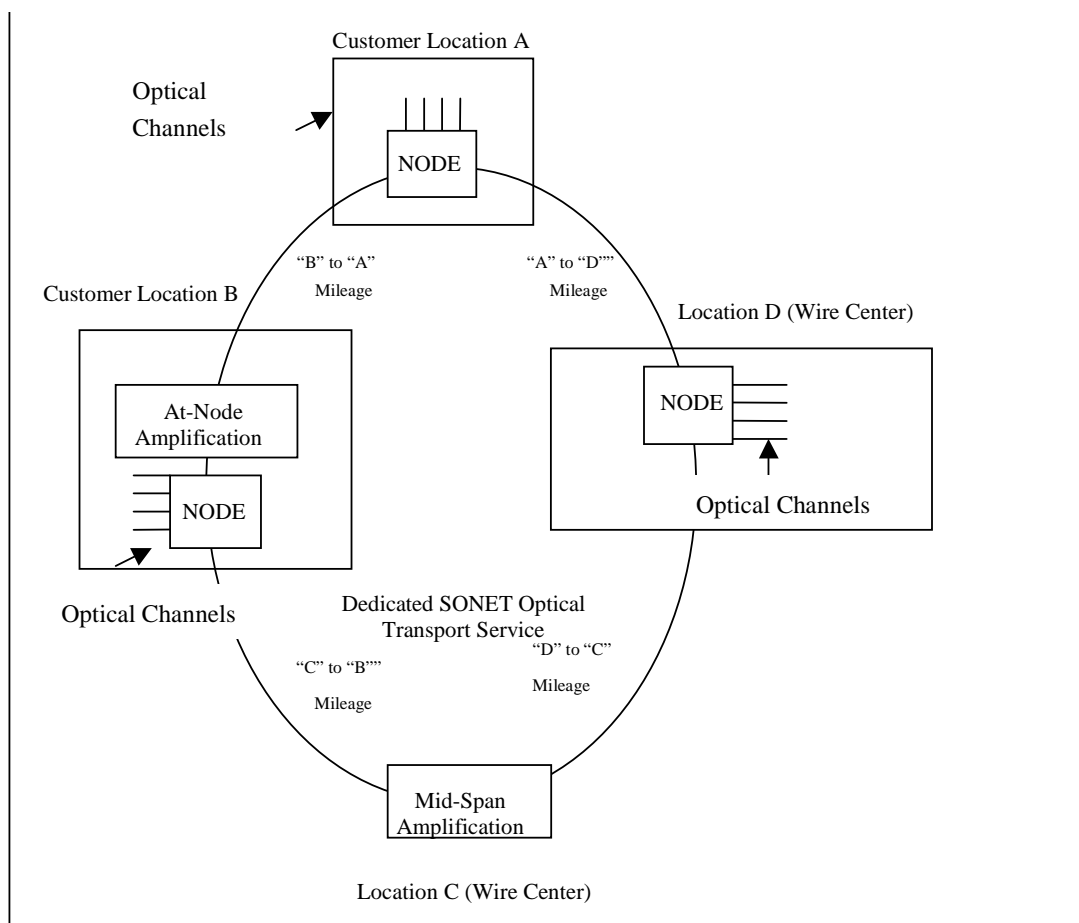 Customer Location A
Optical
Channels
NODE
“B” to “A”
Mileage
“A” to “D””
Mileage
Customer Location B
Location D (Wire Center)
At-Node
Amplification
NODE
NODE
Optical Channels
Optical Channels
Dedicated SONET Optical
Transport Service
“D” to “C”
Mileage
“C” to “B””
Mileage
Mid-Span
Amplification
Location C (Wire Center)